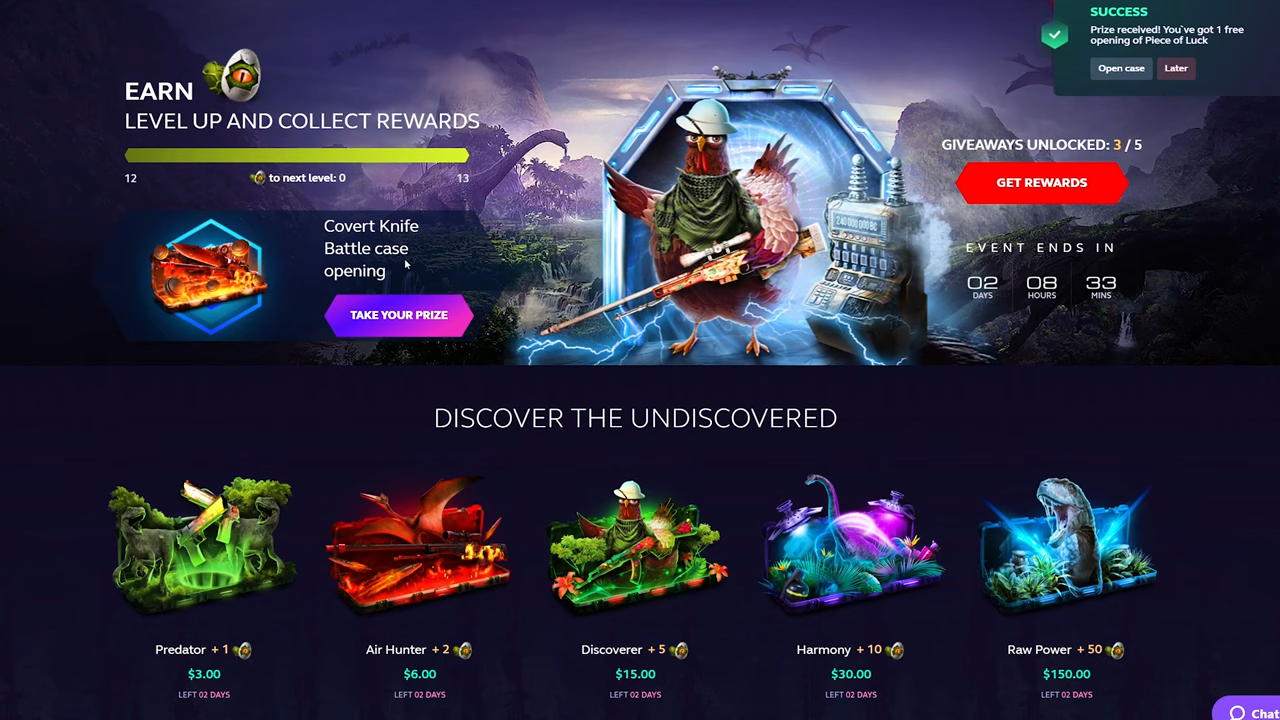 SUCCESS
Prize received! You`ve got 1 free
opening of Piece of Luck
Open case
Later
EARN
LEVEL UP AND COLLECT REWARDS
12
to next level: 0
13
Covert Knife
Battle case
opening
TAKE YOUR PRIZE
240 000 000 BC
GIVEAWAYS UNLOCKED: 3 / 5
GET REWARDS
EVENT ENDS IN
02 08 33
DAYS HOURS MINS
DISCOVER THE UNDISCOVERED
Predator + 1
$3.00
LEFT 02 DAYS
Air Hunter + 2
$6.00
LEFT 02 DAYS
Discoverer + 5
$15.00
LEFT 02 DAYS
Harmony + 10
$30.00
LEFT 02 DAYS
Raw Power + 50
$150.00
LEFT 02 DAYS
Chat